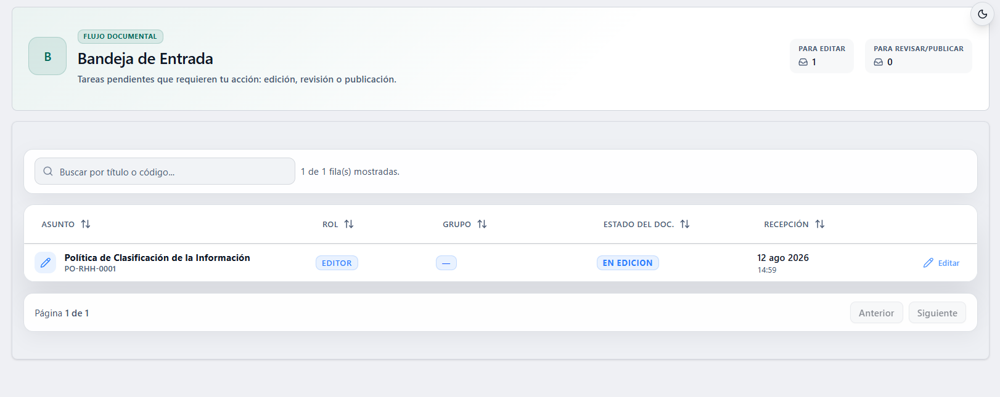 FLUJO DOCUMENTAL
B
Bandeja de Entrada
Tareas pendientes que requieren tu acción: edición, revisión o publicación.
PARA EDITAR
1
PARA REVISAR/PUBLICAR
0
Buscar por título o código...
1 de 1 fila(s) mostradas.
ASUNTO ROL GRUPO ESTADO DEL DOC. RECEPCIÓN
Política de Clasificación de la Información
PO-RHH-0001
EDITOR
—
EN EDICION
12 ago 2026
14:59
Editar
Página 1 de 1
Anterior Siguiente